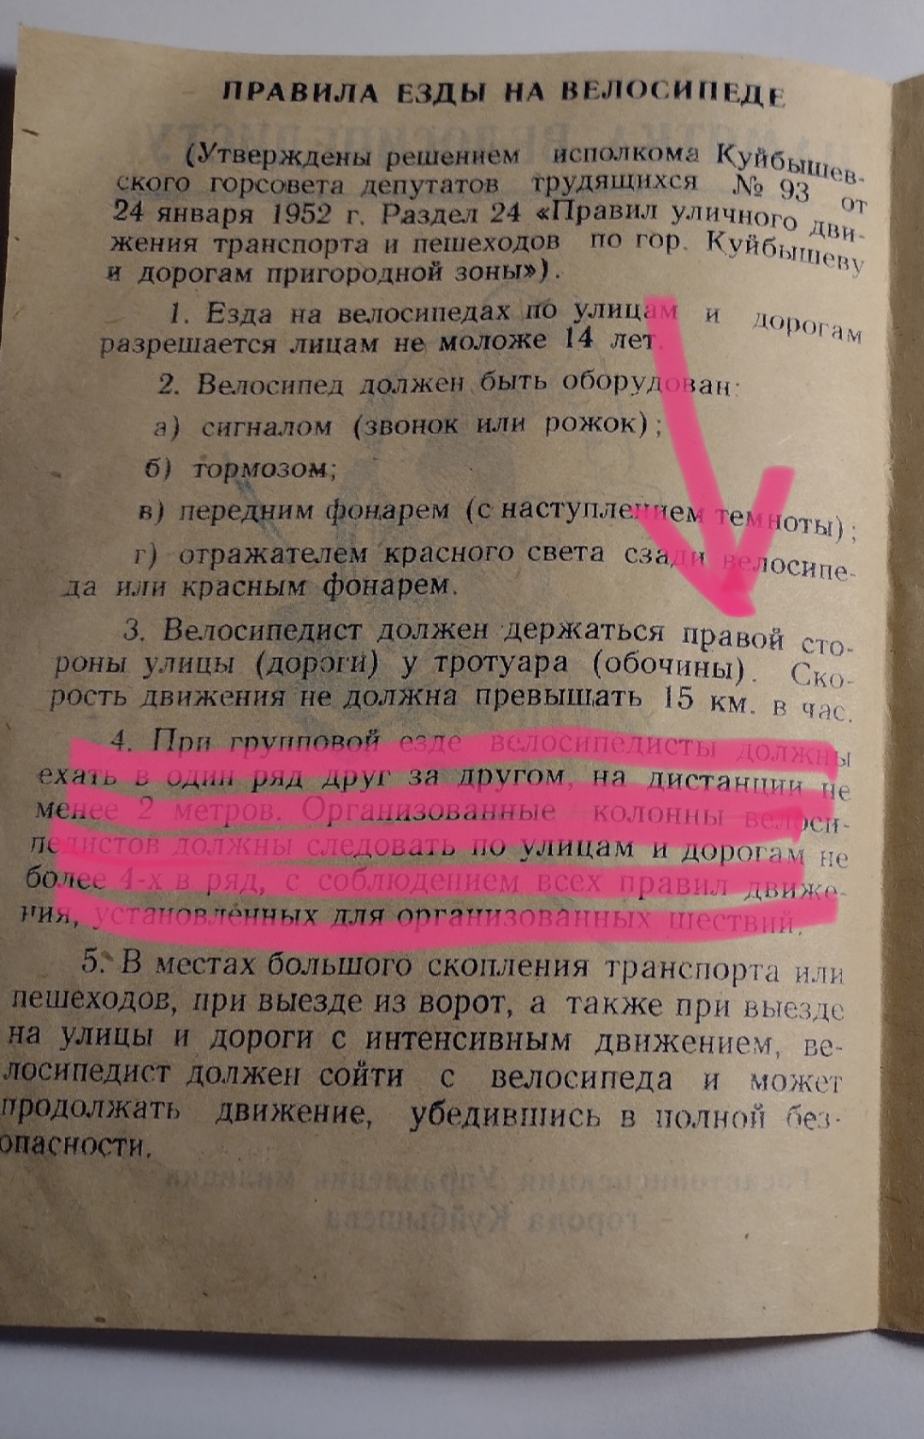 ПРАВИЛА ЕЗДЫ НА ВЕЛОСИПЕДЕ
(Утверждены решением исполкома Куйбышев-
ского горсовета депутатов трудящихся № 93 от
24 января 1952 г. Раздел 24 «Правил уличного дви-
жения транспорта и пешеходов по гор. Куйбышеву
и дорогам пригородной зоны»).
1. Езда на велосипедах по улицам и дорогам
разрешается лицам не моложе 14 лет.
2. Велосипед должен быть оборудован:
а) сигналом (звонок или рожок);
б) тормозом;
в) передним фонарем (с наступлением темноты);
г) отражателем красного света сзади велосипе-
да или красным фонарем.
3. Велосипедист должен держаться правой сто-
роны улицы (дороги) у тротуара (обочины). Ско-
рость движения не должна превышать 15 км. в час.
4. При групповой езде велосипедисты должны
ехать в один ряд друг за другом, на дистанции не
менее 2 метров. Организованные колонны велоси-
педистов должны следовать по улицам и дорогам не
более 4-х в ряд, с соблюдением всех правил движе-
ния, установленных для организованных шествий.
5. В местах большого скопления транспорта или
пешеходов, при выезде из ворот, а также при выезде
на улицы и дороги с интенсивным движением, ве-
лосипедист должен сойти с велосипеда и может
продолжать движение, убедившись в полной без-
опасности.